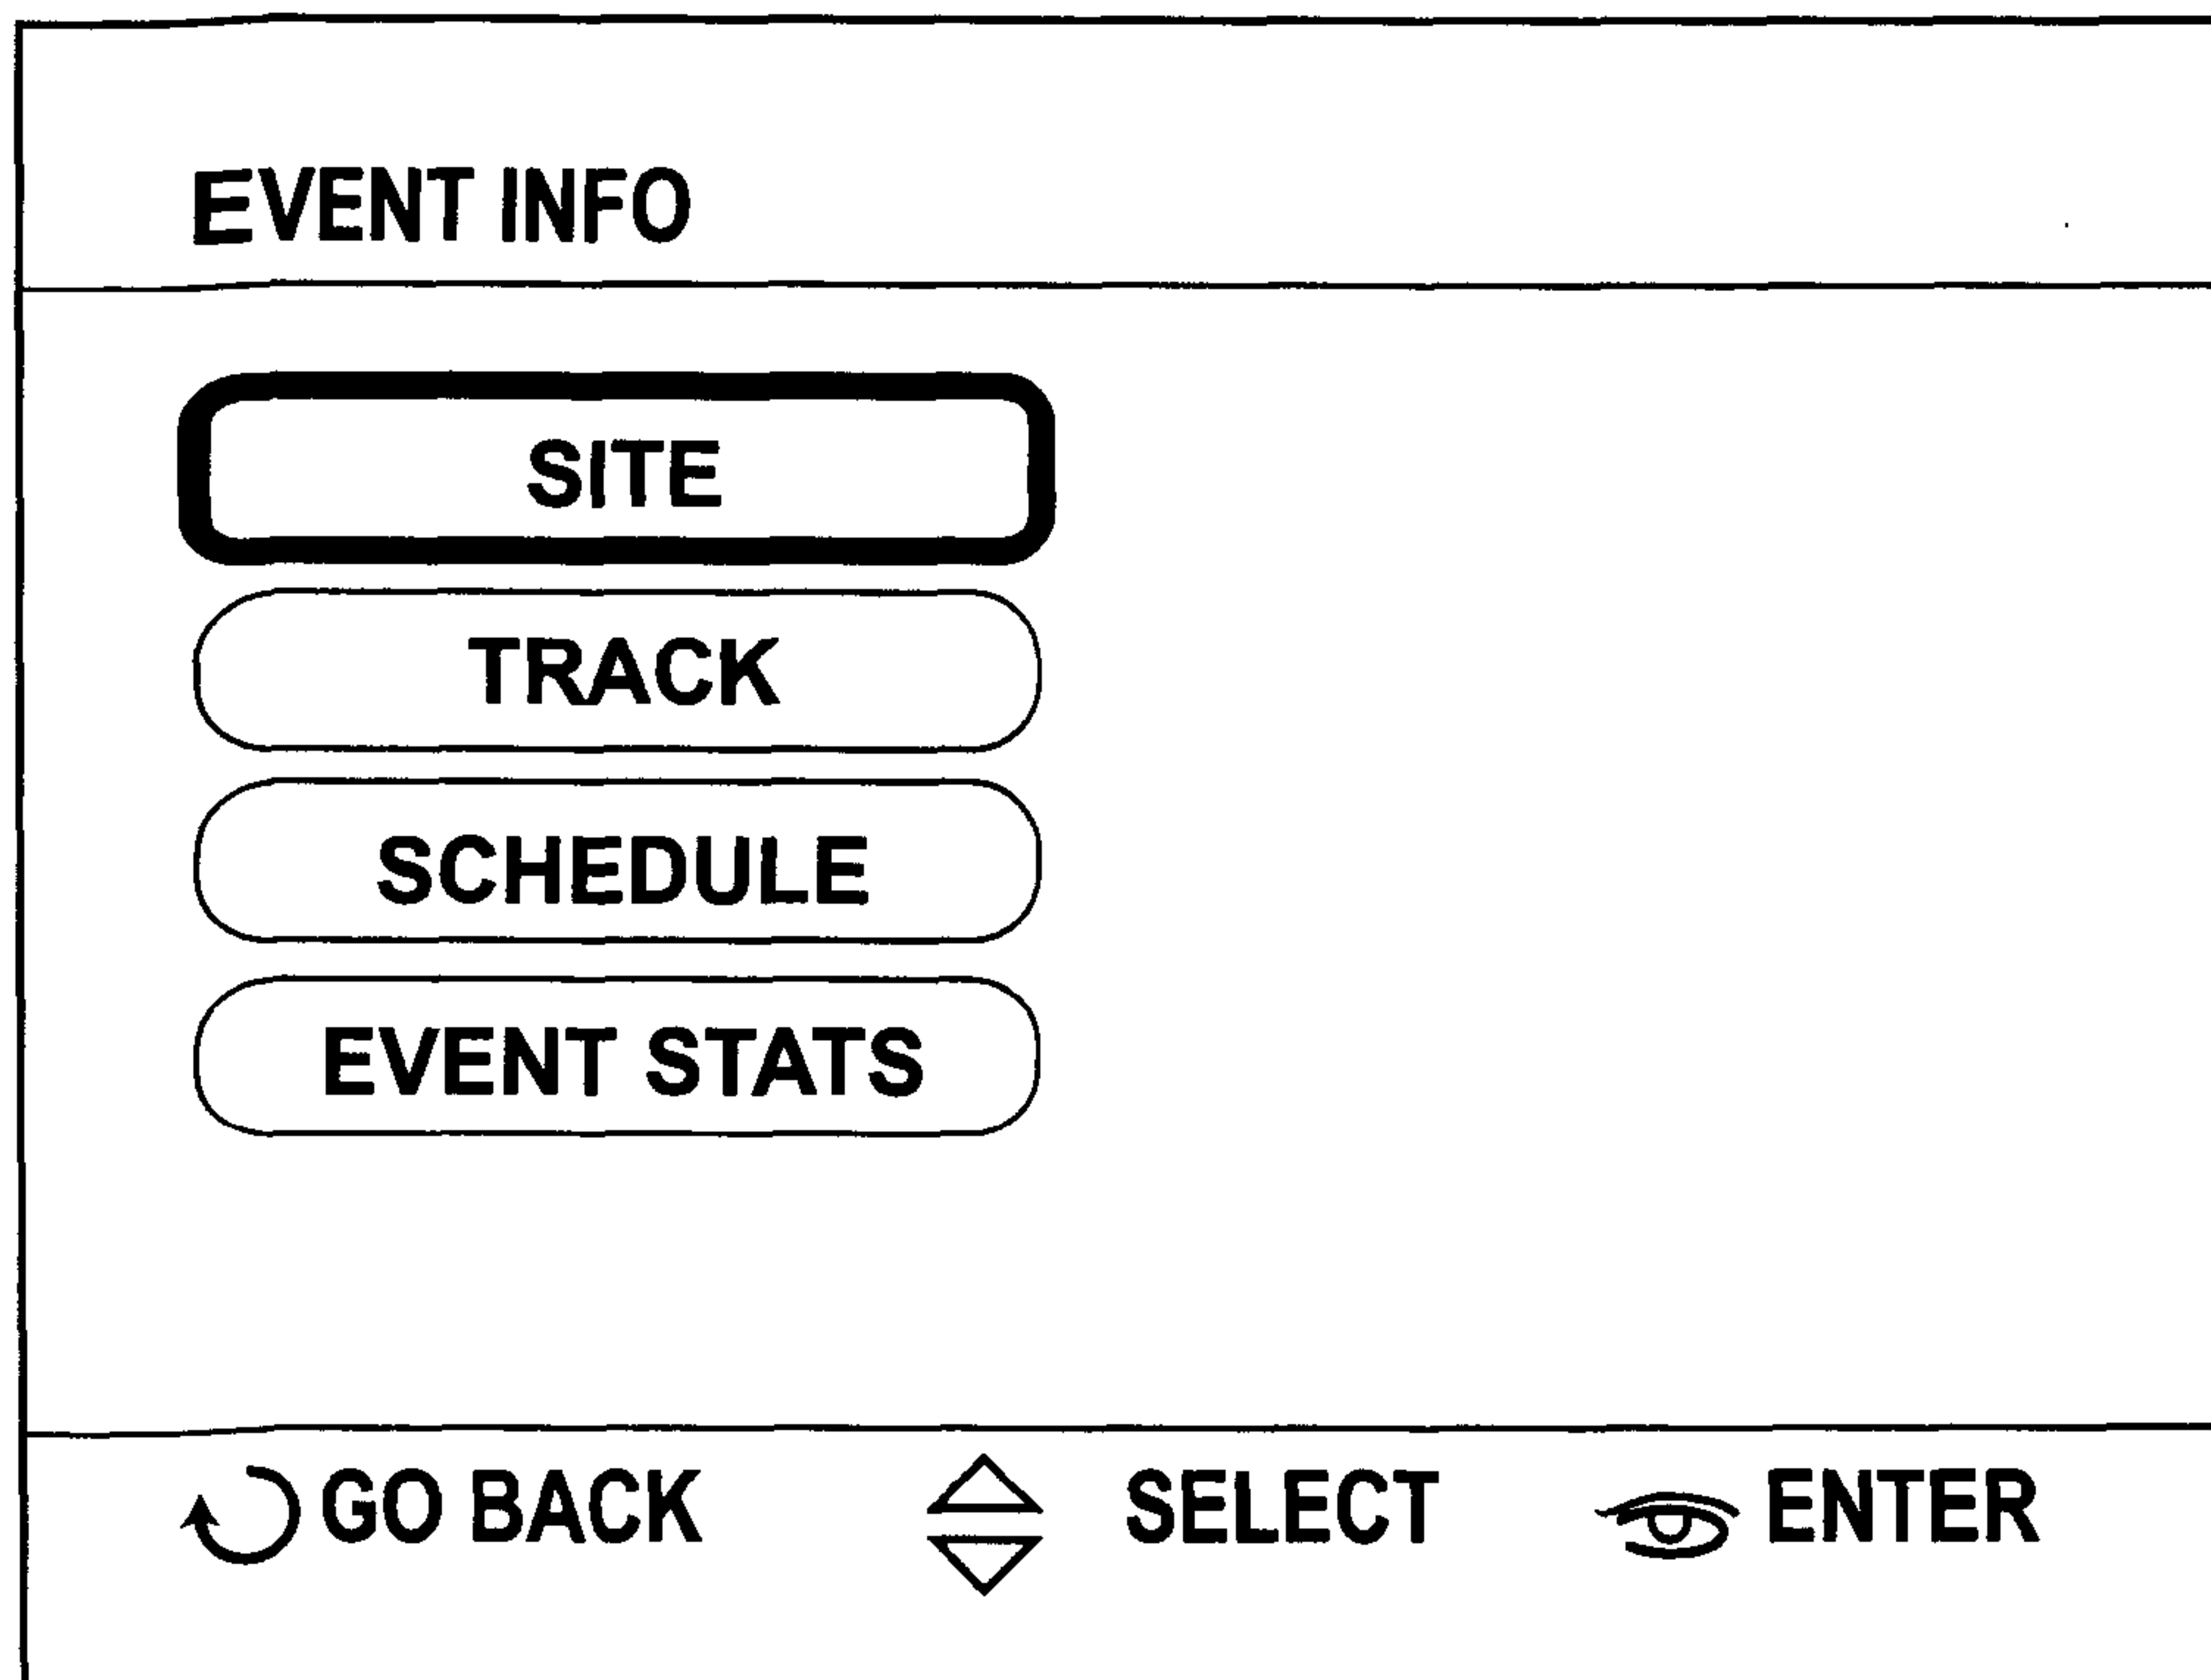 EVENT INFO
SITE
TRACK
SCHEDULE
EVENT STATS
GO BACK SELECT ENTER